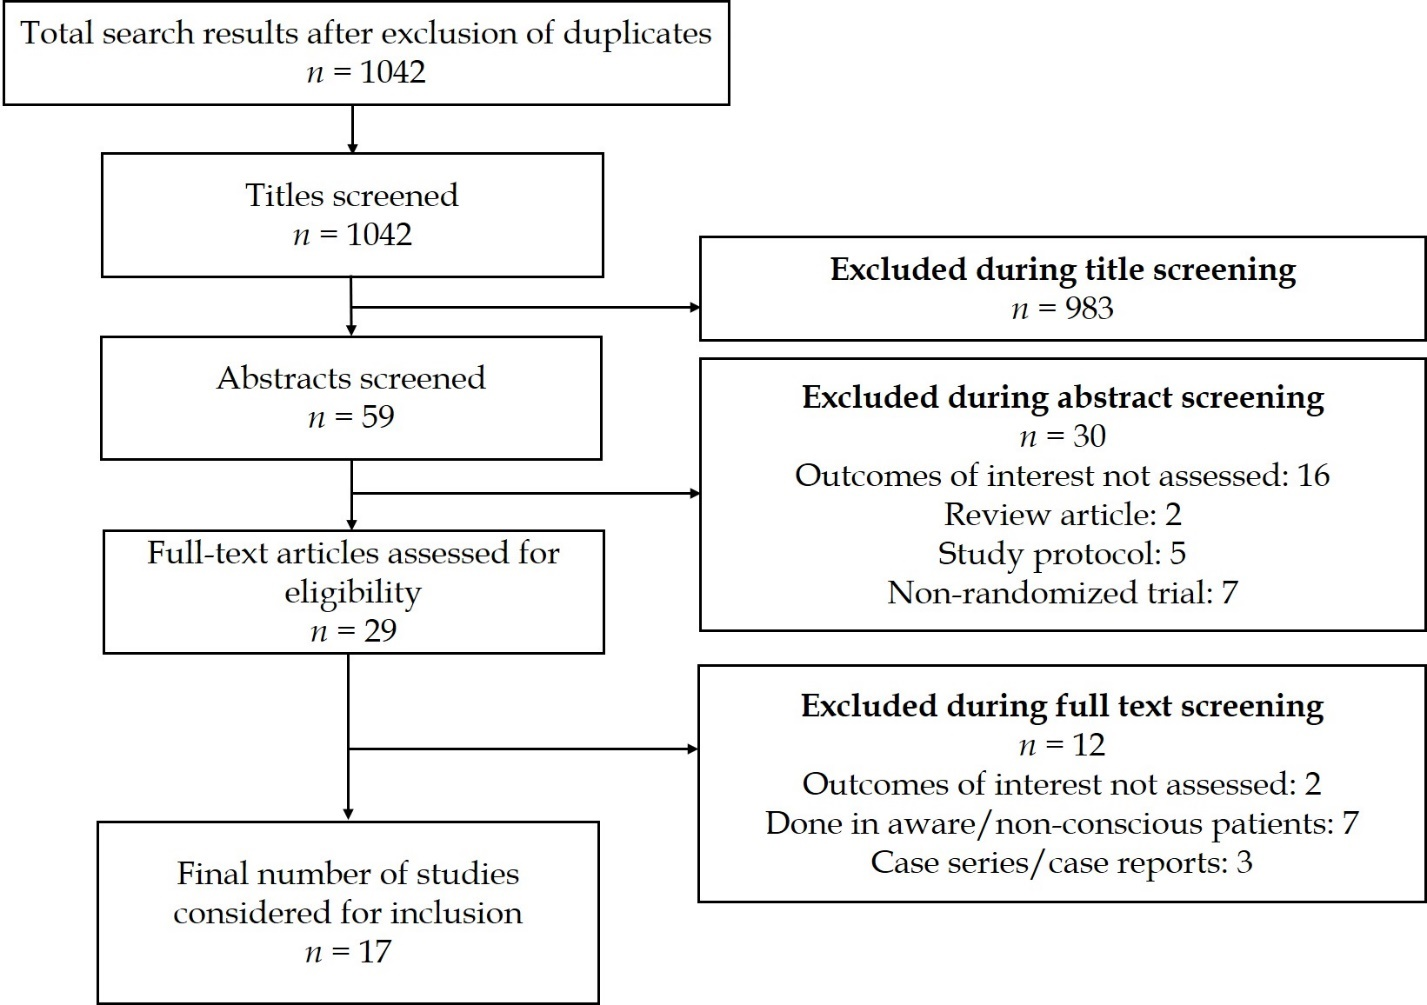 Total search results after exclusion of duplicates
n = 1042
Titles screened
n = 1042
Excluded during title screening
n = 983
Abstracts screened
n = 59
Excluded during abstract screening
n = 30
Outcomes of interest not assessed: 16
Review article: 2
Study protocol: 5
Non-randomized trial: 7
Full-text articles assessed for
eligibility
n = 29
Excluded during full text screening
n = 12
Outcomes of interest not assessed: 2
Done in aware/non-conscious patients: 7
Case series/case reports: 3
Final number of studies
considered for inclusion
n = 17